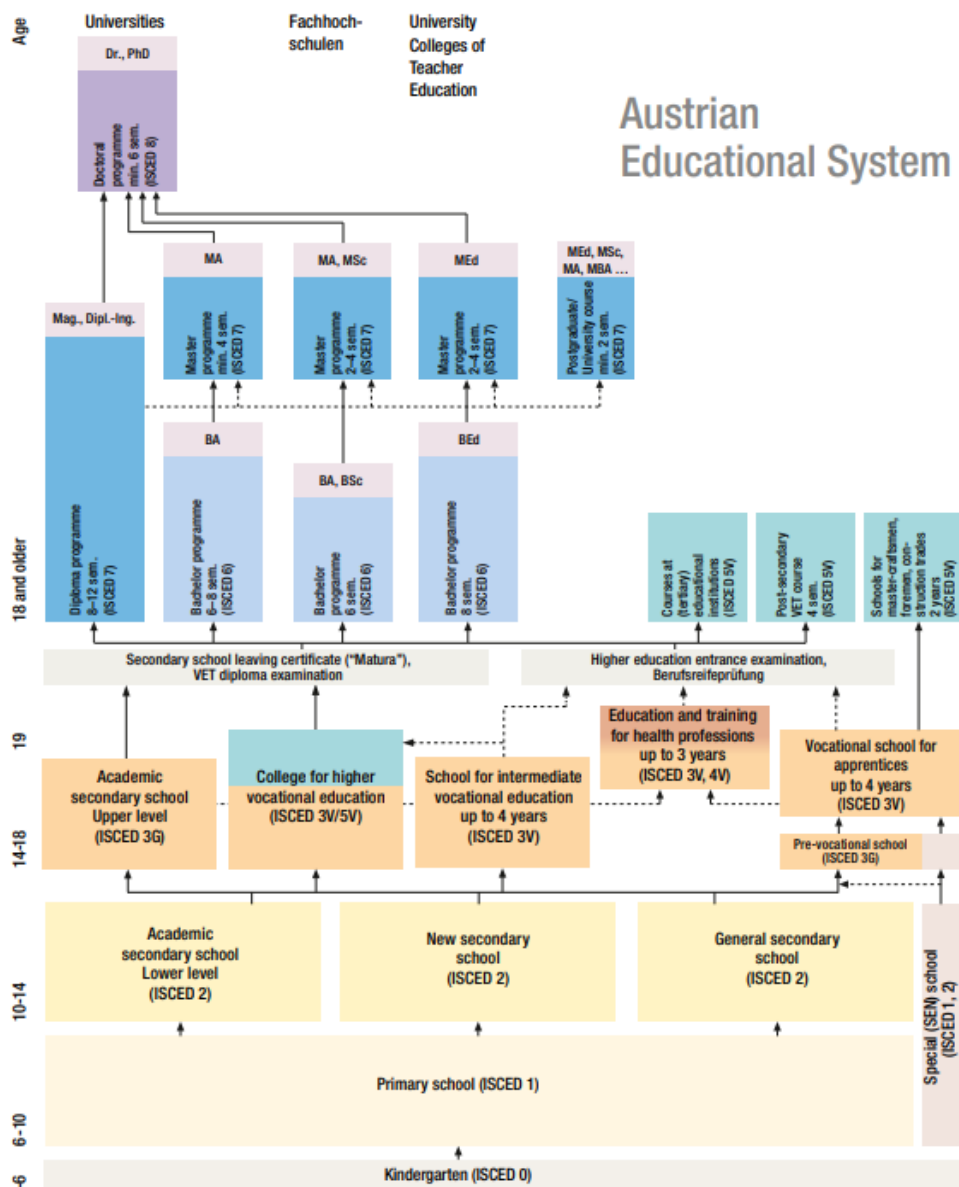 Age
Universities
Fachhoch-
schulen
University
Colleges of
Teacher
Education
Austrian
Educational System
Dr., PhD
Doctoral
programme
min. 6 sem.
(ISCED 8)
MA
MA, MSc
MEd
MEd, MSc,
MA, MBA ...
Mag., Dipl.-Ing.
Master
programme
min. 4 sem.
(ISCED 7)
Master
programme
2–4 sem.
(ISCED 7)
Master
programme
2–4 sem.
(ISCED 7)
Postgraduate/
University course
min. 2 sem.
(ISCED 7)
BA
BA, BSc
BEd
18 and older
Diploma programme
8–12 sem.
(ISCED 7)
Bachelor programme
6–8 sem.
(ISCED 6)
Bachelor
programme
6 sem.
(ISCED 6)
Bachelor programme
8 sem.
(ISCED 6)
Courses at
(tertiary)
educational
institutions
(ISCED 5V)
Post-secondary
VET course
4 sem.
(ISCED 5V)
Schools for
master-craftsmen,
foremen, con-
struction trades
2 years
(ISCED 5V)
Secondary school leaving certificate (“Matura”),
VET diploma examination
Higher education entrance examination,
Berufsreifeprüfung
19
Education and training
for health professions
up to 3 years
(ISCED 3V, 4V)
Vocational school for
apprentices
up to 4 years
(ISCED 3V)
14-18
Academic
secondary school
Upper level
(ISCED 3G)
College for higher
vocational education
(ISCED 3V/5V)
School for intermediate
vocational education
up to 4 years
(ISCED 3V)
Pre-vocational school
(ISCED 3G)
10-14
Academic
secondary school
Lower level
(ISCED 2)
New secondary
school
(ISCED 2)
General secondary
school
(ISCED 2)
Special (SEN) school
(ISCED 1, 2)
6-10
Primary school (ISCED 1)
-6
Kindergarten (ISCED 0)